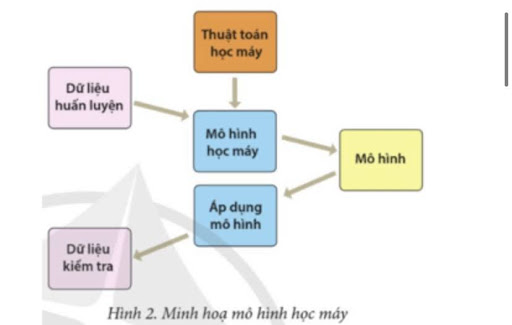 Thuật toán
học máy
Dữ liệu
huấn luyện
Mô hình
học máy
Mô hình
Áp dụng
mô hình
Dữ liệu
kiểm tra
Hình 2. Minh hoạ mô hình học máy